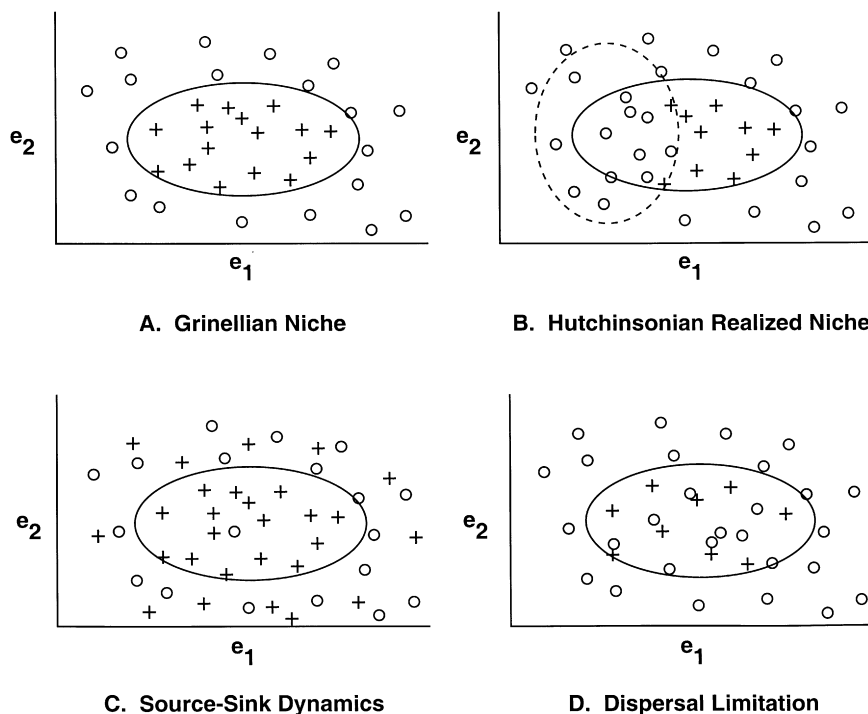 e2
e1
A. Grinellian Niche
e2
e1
B. Hutchinsonian Realized Niche
e2
e1
C. Source-Sink Dynamics
e2
e1
D. Dispersal Limitation